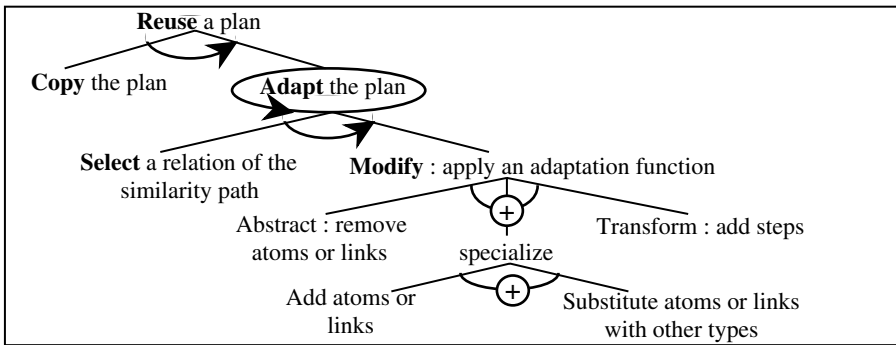 Reuse a plan
Copy the plan
Adapt the plan
Select a relation of the
similarity path
Modify : apply an adaptation function
Abstract : remove
atoms or links
+
Transform : add steps
specialize
Add atoms or
links
+
Substitute atoms or links
with other types